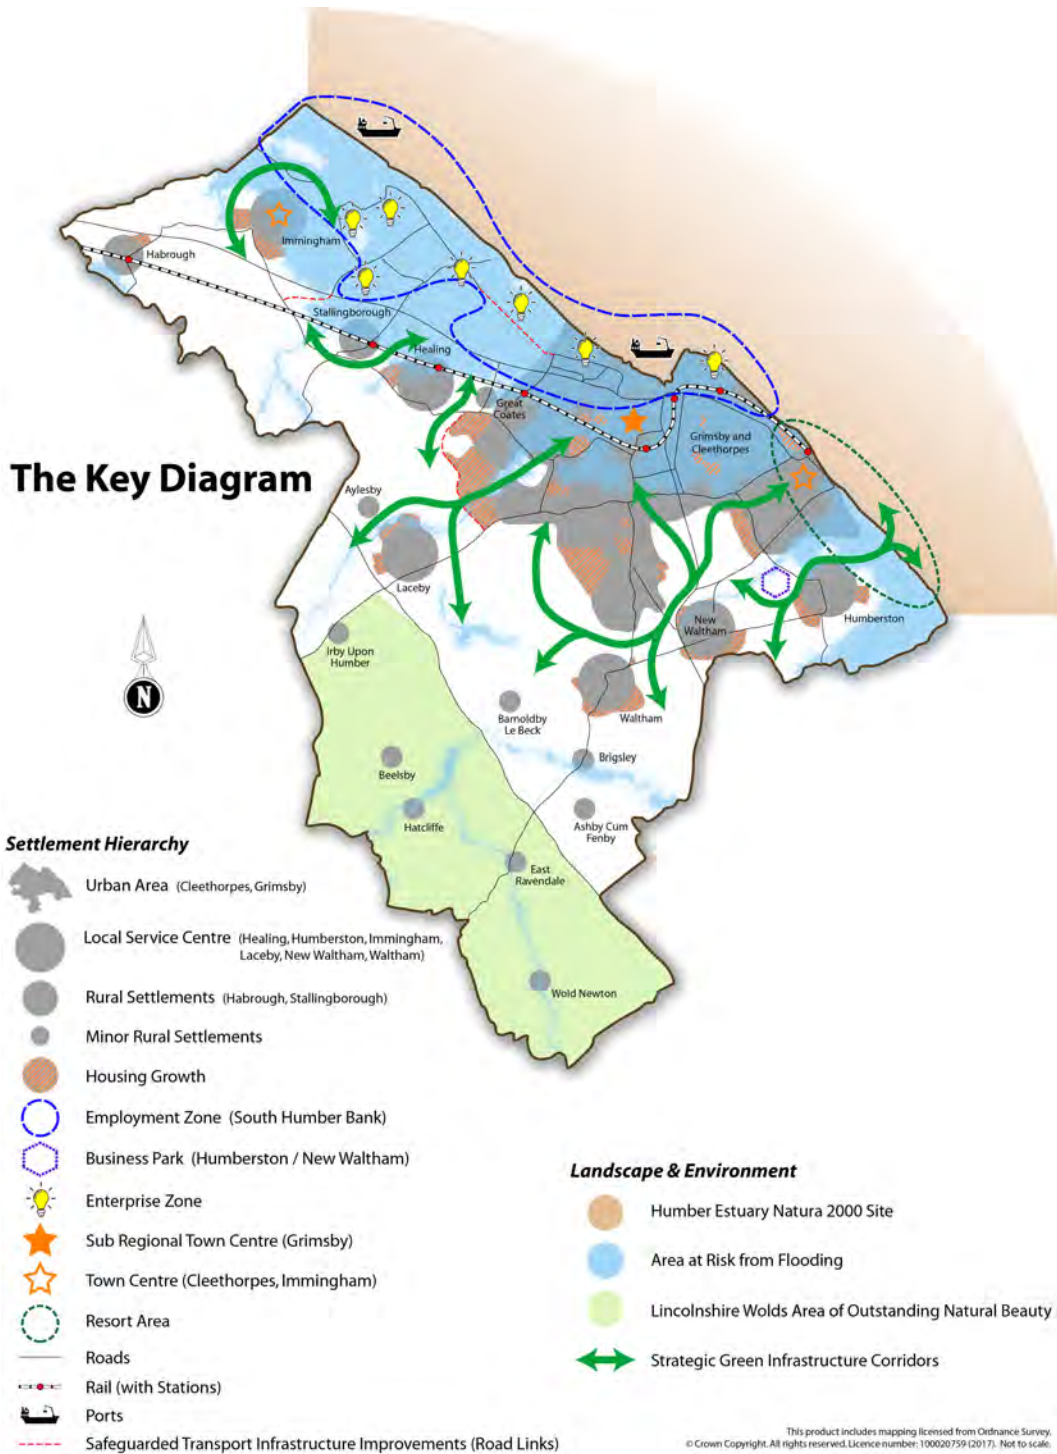 Immingham
Habrough
Stallingborough
Healing
Great
Coates
Grimsby and
Cleethorpes
The Key Diagram
Aylesby
Laceby
Humberston
New
Waltham
Irby Upon
Humber
N
Waltham
Barnoldby
Le Beck
Brigsley
Beelsby
Hatcliffe
Ashby Cum
Fenby
East
Ravendale
Wold Newton
Settlement Hierarchy
Urban Area (Cleethorpes, Grimsby)
Local Service Centre (Healing, Humberston, Immingham,
Laceby, New Waltham, Waltham)
Rural Settlements (Habrough, Stallingborough)
Minor Rural Settlements
Housing Growth
Employment Zone (South Humber Bank)
Business Park (Humberston / New Waltham)
Enterprise Zone
Sub Regional Town Centre (Grimsby)
Town Centre (Cleethorpes, Immingham)
Resort Area
Roads
Rail (with Stations)
Ports
Safeguarded Transport Infrastructure Improvements (Road Links)
Landscape & Environment
Humber Estuary Natura 2000 Site
Area at Risk from Flooding
Lincolnshire Wolds Area of Outstanding Natural Beauty
Strategic Green Infrastructure Corridors
This product includes mapping licensed from Ordnance Survey.
© Crown Copyright. All rights reserved. Licence number: 100020759 (2017). Not to scale.